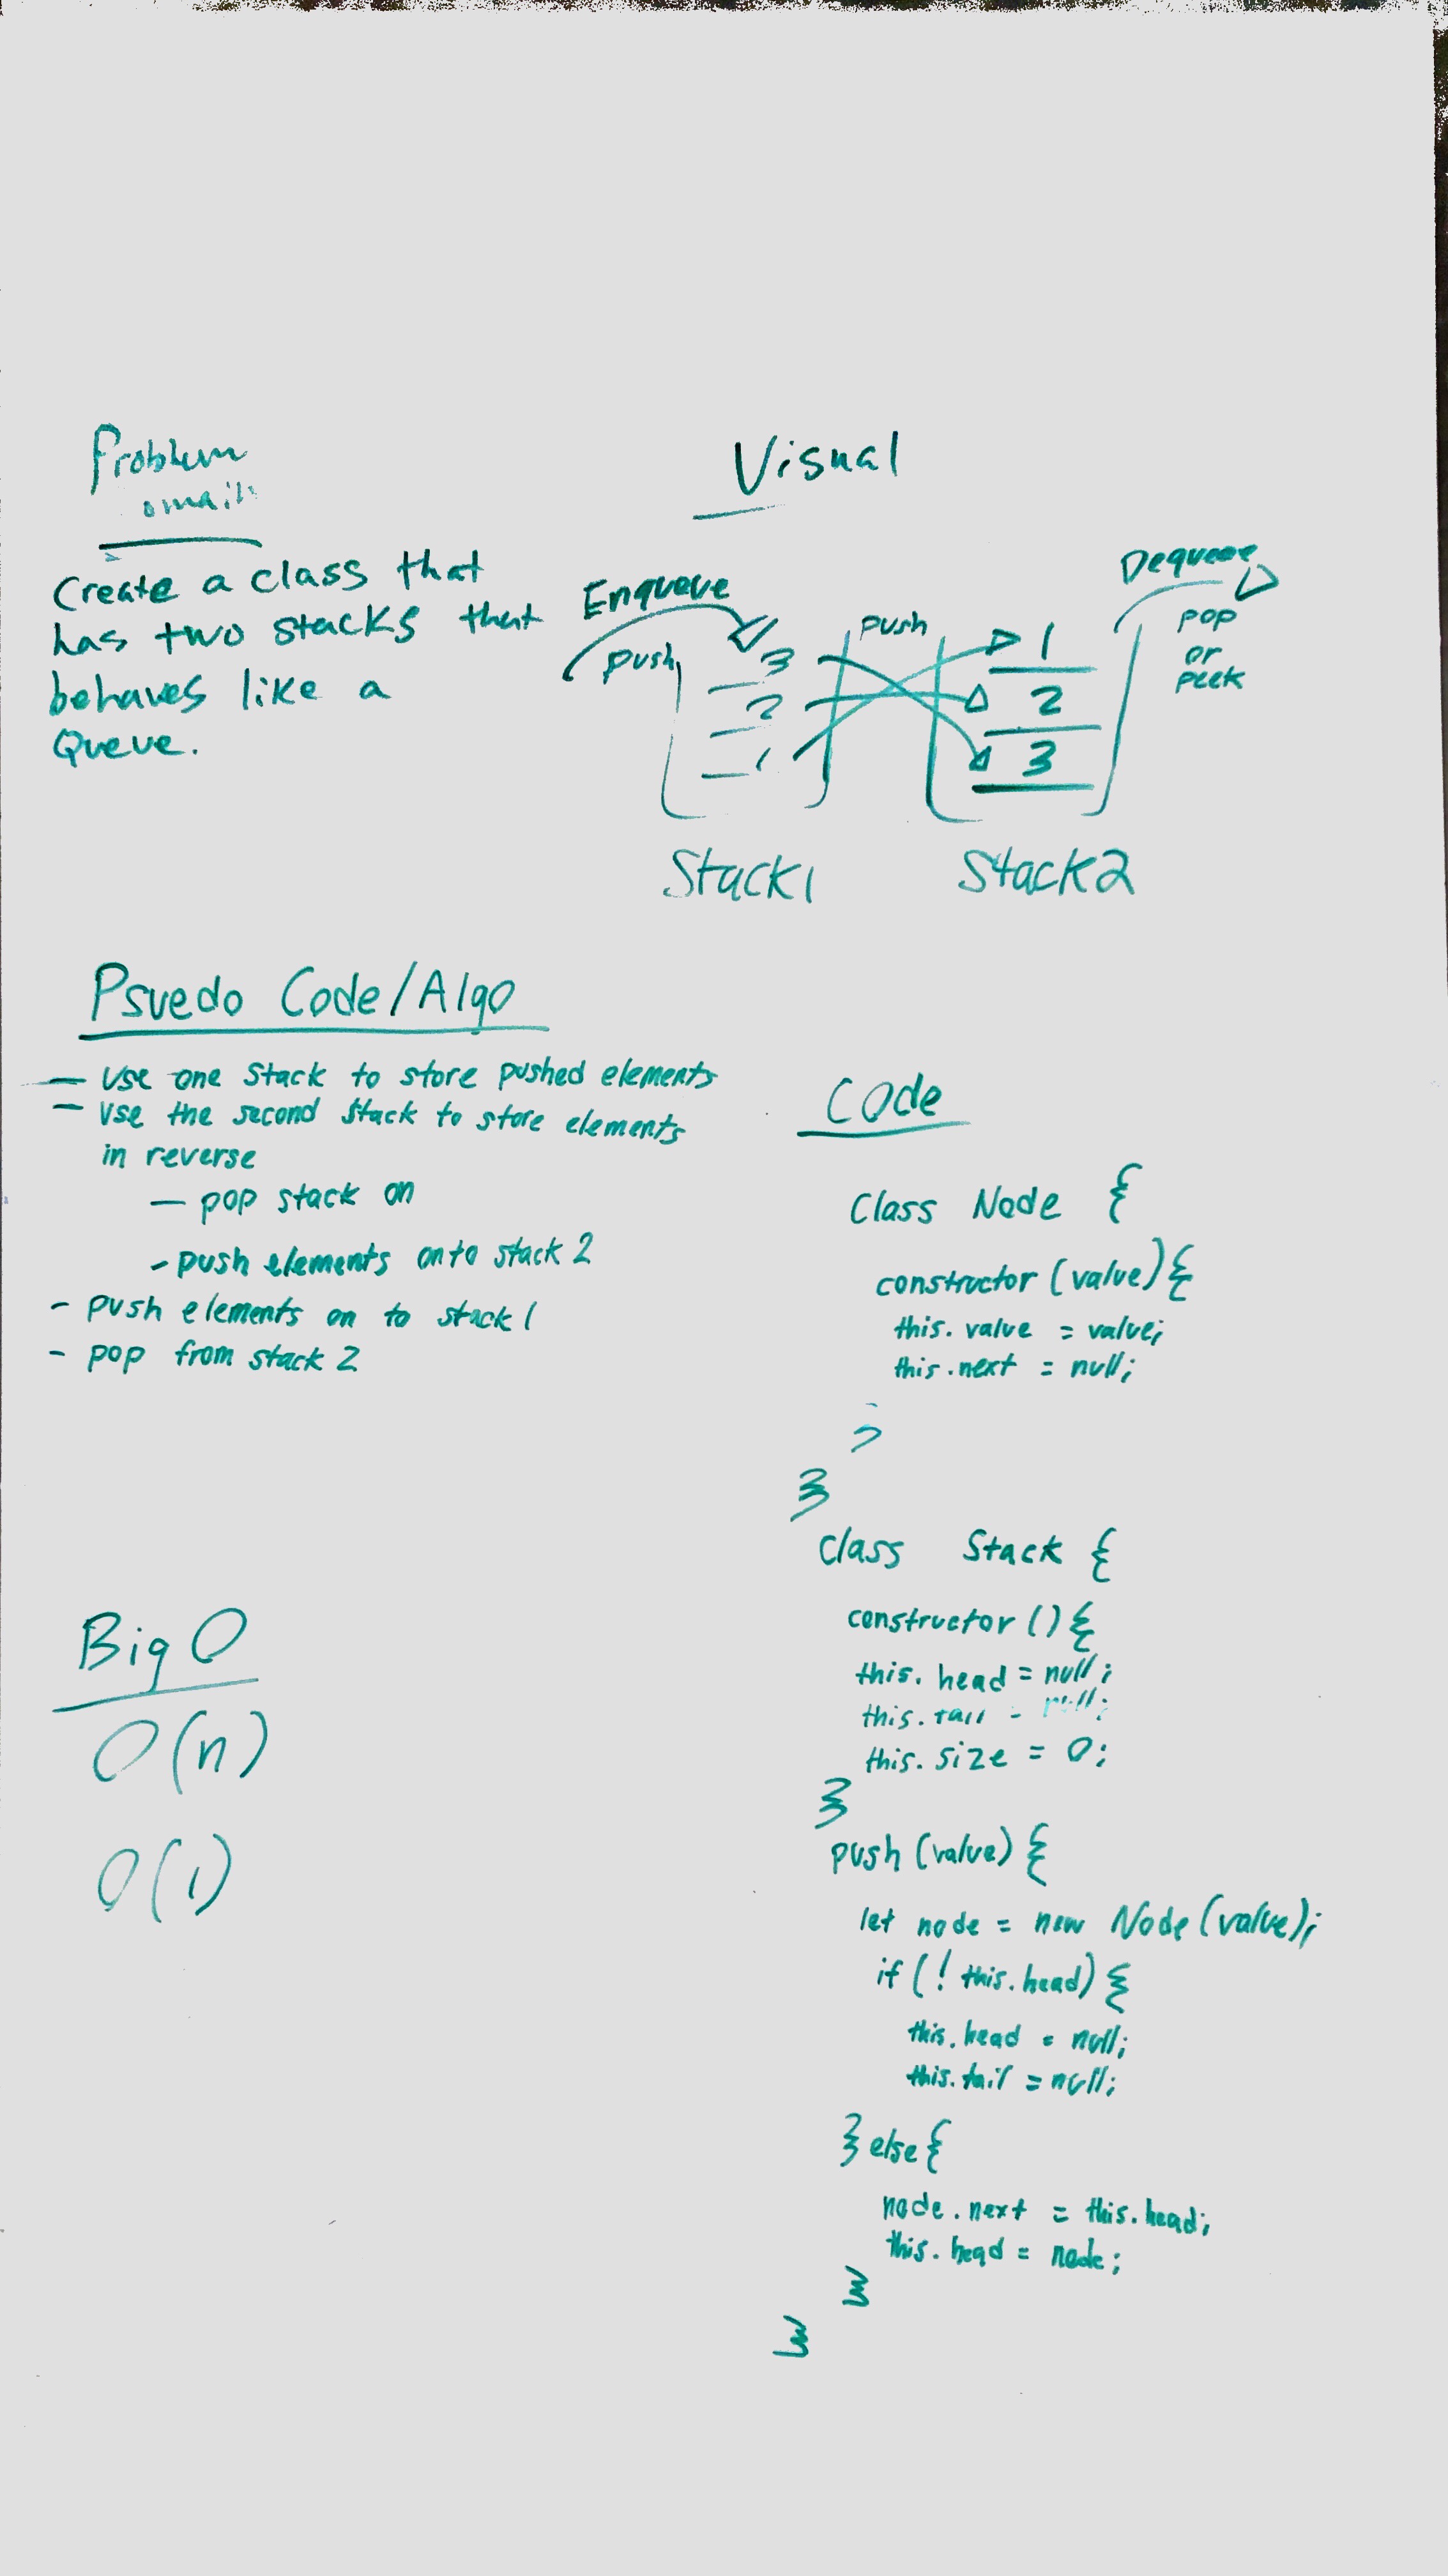 Problem
Create a class that
has two stacks that
behaves like a
Queue.
Visual
Enqueue
push
3
2
1
push
1
2
3
Dequeue
pop
or
peek
Stack1
Stack2
Psuedo Code/Algo
— Use one Stack to store pushed elements
— Use the second Stack to store elements
in reverse
— pop stack on
- push elements onto stack 2
- push elements on to stack 1
- pop from stack 2
Big O
O(n)
O(1)
Code
Class Node {
constructor (value) {
this.value = value;
this.next = null;
}
}
Class Stack {
constructor () {
this.head = null;
this.tail = null;
this.size = 0;
}
push (value) {
let node = new Node (value);
if (! this.head) {
this.head = null;
this.tail = null;
} else {
node.next = this.head;
this.head = node;
}
}